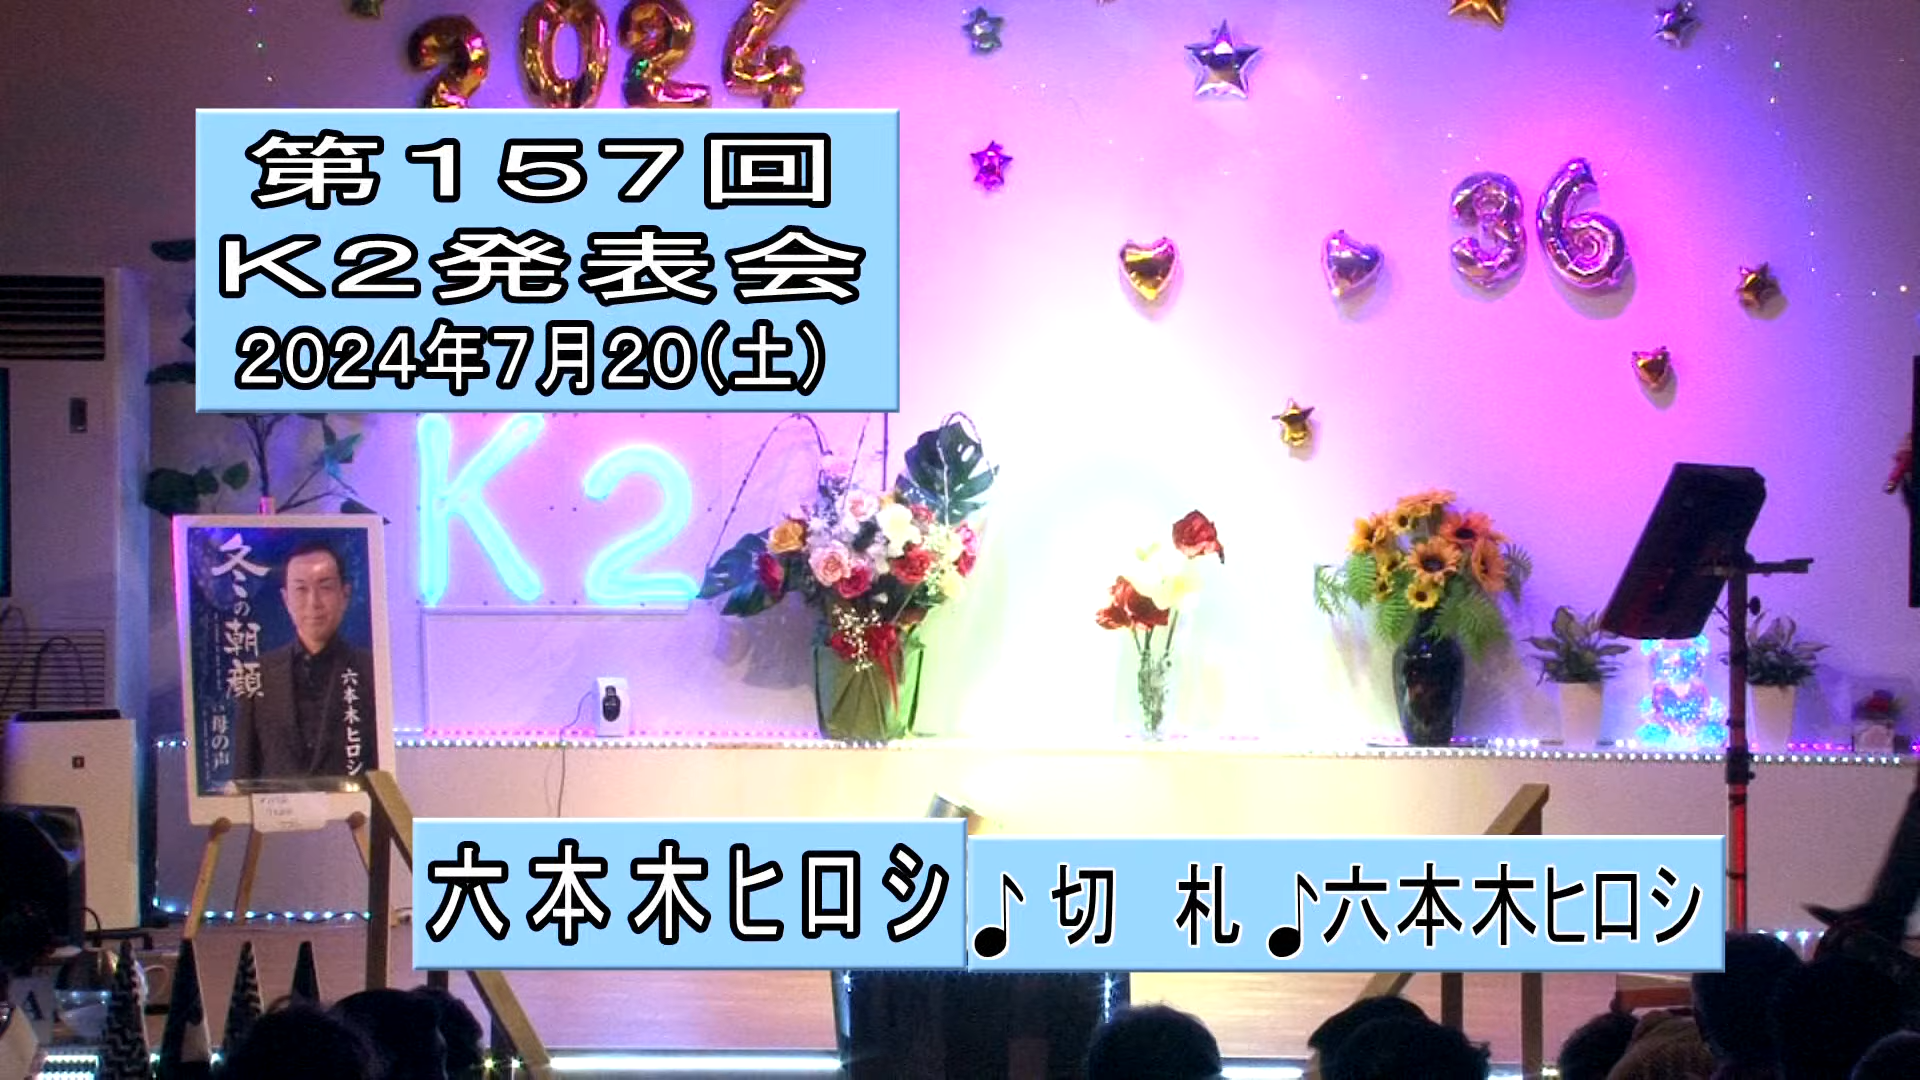 2024
第157回
K2発表会
2024年7月20(土)
36
K2
冬の朝顔
母の声
六本木ヒロシ
六本木ヒロシ
♪切 札♪六本木ヒロシ
A